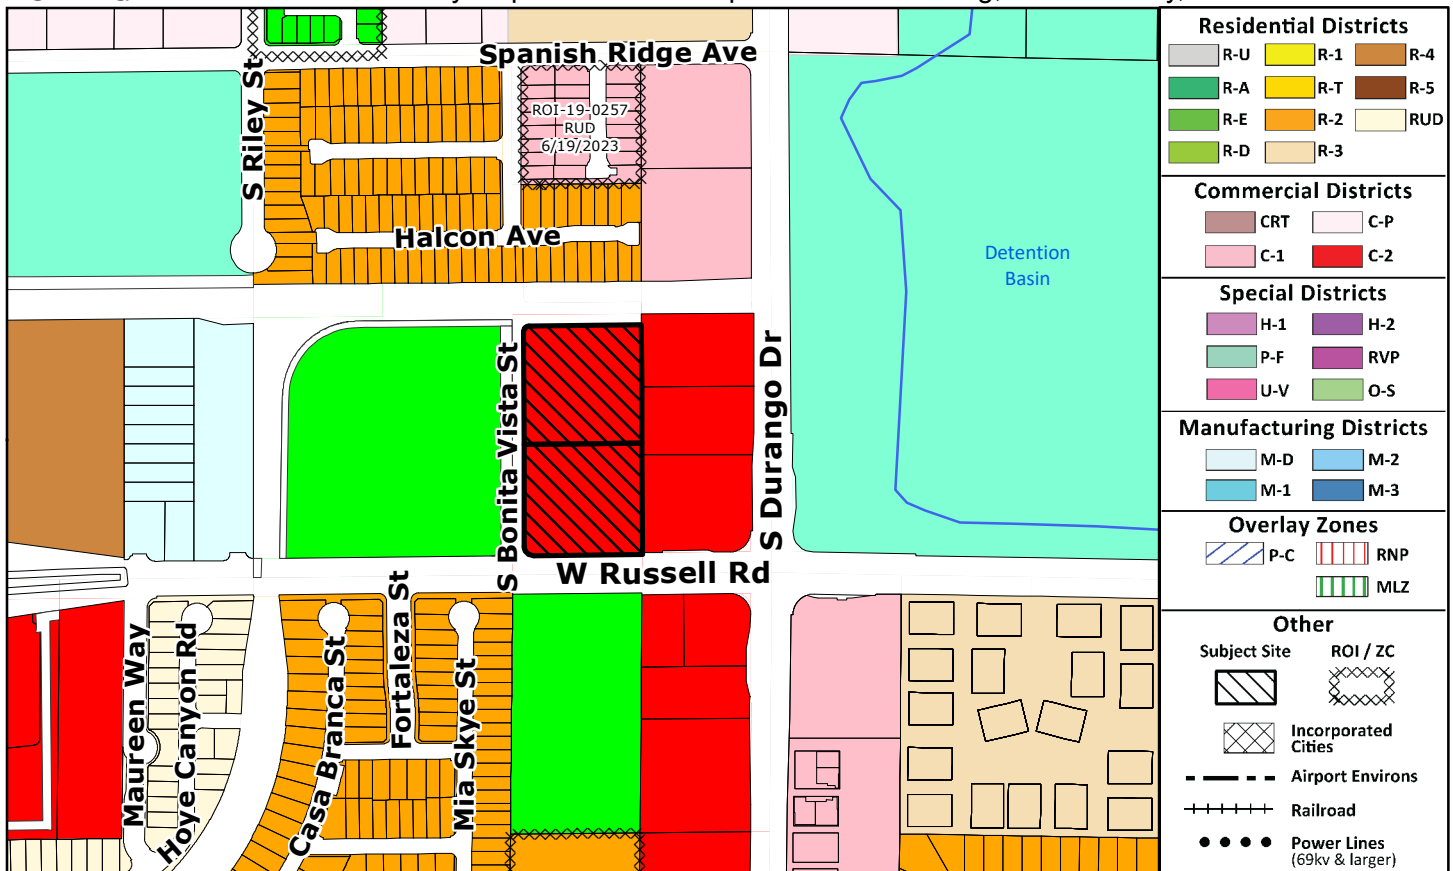 Spanish Ridge Ave
S Riley St
ROI-19-0257
RUD
6/19/2023
Halcon Ave
Detention
Basin
S Bonita Vista St
S Durango Dr
W Russell Rd
Maureen Way
Hoye Canyon Rd
Casa Branca St
Fortaleza St
Mia Skye St
Residential Districts
R-U
R-1
R-4
R-A
R-T
R-5
R-E
R-2
RUD
R-D
R-3
Commercial Districts
CRT
C-P
C-1
C-2
Special Districts
H-1
H-2
P-F
RVP
U-V
O-S
Manufacturing Districts
M-D
M-2
M-1
M-3
Overlay Zones
P-C
RNP
MLZ
Other
Subject Site
ROI / ZC
Incorporated
Cities
Airport Environs
Railroad
Power Lines
(69kv & larger)